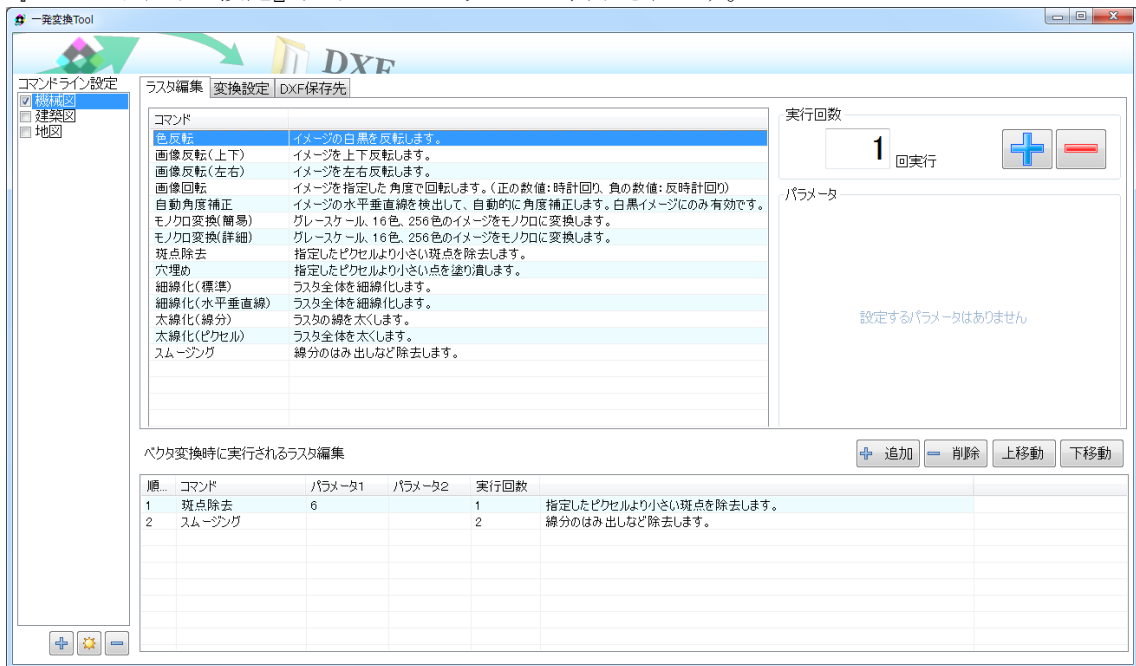 一発変換Tool
DXF
コマンドライン設定
機械図
建築図
地図
ラスタ編集 変換設定 DXF保存先
コマンド
色反転 イメージの白黒を反転します。
画像反転(上下) イメージを上下反転します。
画像反転(左右) イメージを左右反転します。
画像回転 イメージを指定した角度で回転します。(正の数値:時計回り、負の数値:反時計回り)
自動角度補正 イメージの水平垂直線を検出して、自動的に角度補正します。白黒イメージにのみ有効です。
モノクロ変換(簡易) グレースケール、16色、256色のイメージをモノクロに変換します。
モノクロ変換(詳細) グレースケール、16色、256色のイメージをモノクロに変換します。
斑点除去 指定したピクセルより小さい斑点を除去します。
穴埋め 指定したピクセルより小さい点を塗り潰します。
細線化(標準) ラスタ全体を細線化します。
細線化(水平垂直線) ラスタ全体を細線化します。
太線化(線分) ラスタの線を太くします。
太線化(ピクセル) ラスタ全体を太くします。
スムージング 線分のはみ出しなど除去します。
実行回数
1 回実行
パラメータ
設定するパラメータはありません
ベクタ変換時に実行されるラスタ編集
追加 削除 上移動 下移動
順... コマンド パラメータ1 パラメータ2 実行回数
1 斑点除去 6 1 指定したピクセルより小さい斑点を除去します。
2 スムージング 2 線分のはみ出しなど除去します。